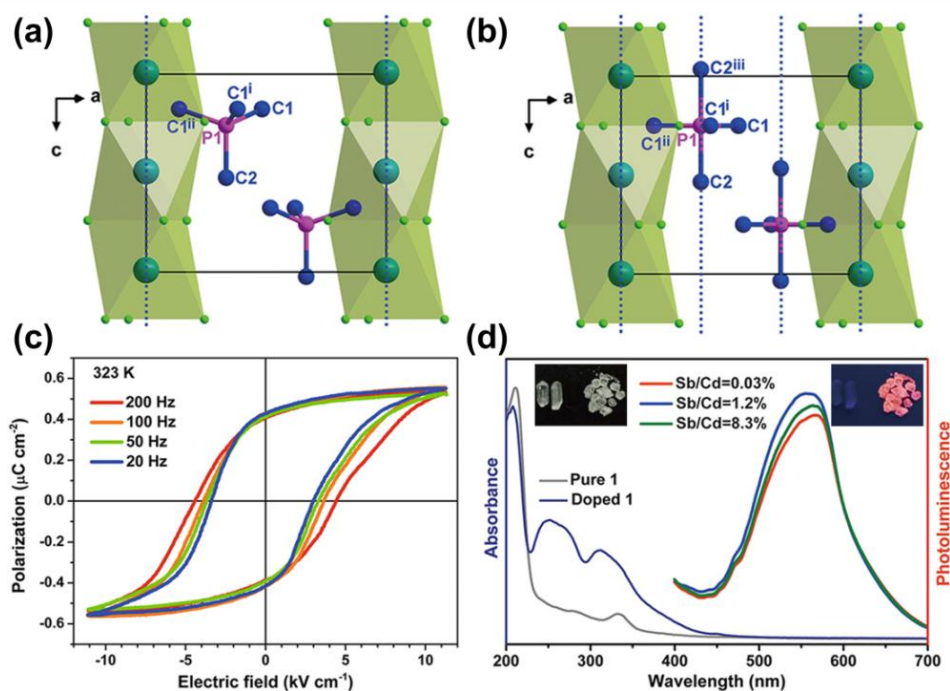 (a)
a
c
C1ⁱ
C1
C1ⁱⁱ
P1
C2
(b)
a
c
C2ⁱⁱⁱ
C1ⁱ
C1
C1ⁱⁱ
P1
C2
(c)
323 K
200 Hz
100 Hz
50 Hz
20 Hz
Polarization (μC cm⁻²)
0.6
0.4
0.2
0.0
-0.2
-0.4
-0.6
-10 -5 0 5 10
Electric field (kV cm⁻¹)
(d)
Sb/Cd=0.03%
Sb/Cd=1.2%
Sb/Cd=8.3%
Pure 1
Doped 1
Absorbance
Photoluminescence
200 300 400 500 600 700
Wavelength (nm)